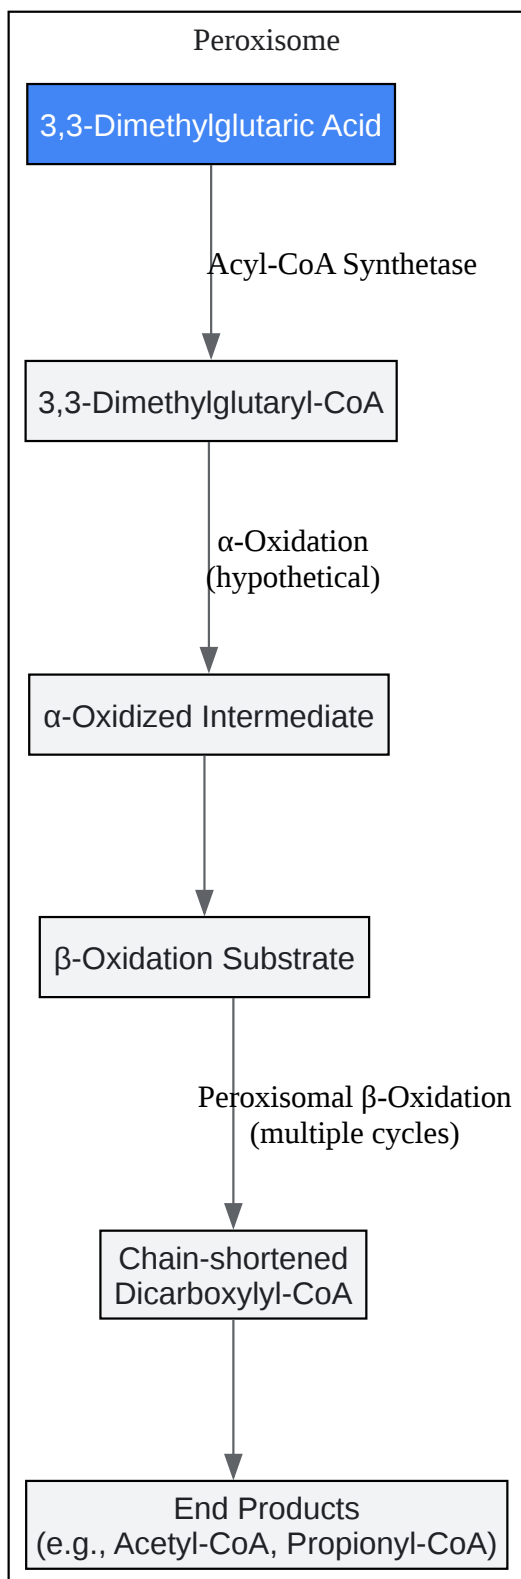 Peroxisome
3,3-Dimethylglutaric Acid
Acyl-CoA Synthetase
3,3-Dimethylglutaryl-CoA
α-Oxidation
(hypothetical)
α-Oxidized Intermediate
β-Oxidation Substrate
Peroxisomal β-Oxidation
(multiple cycles)
Chain-shortened
Dicarboxylyl-CoA
End Products
(e.g., Acetyl-CoA, Propionyl-CoA)